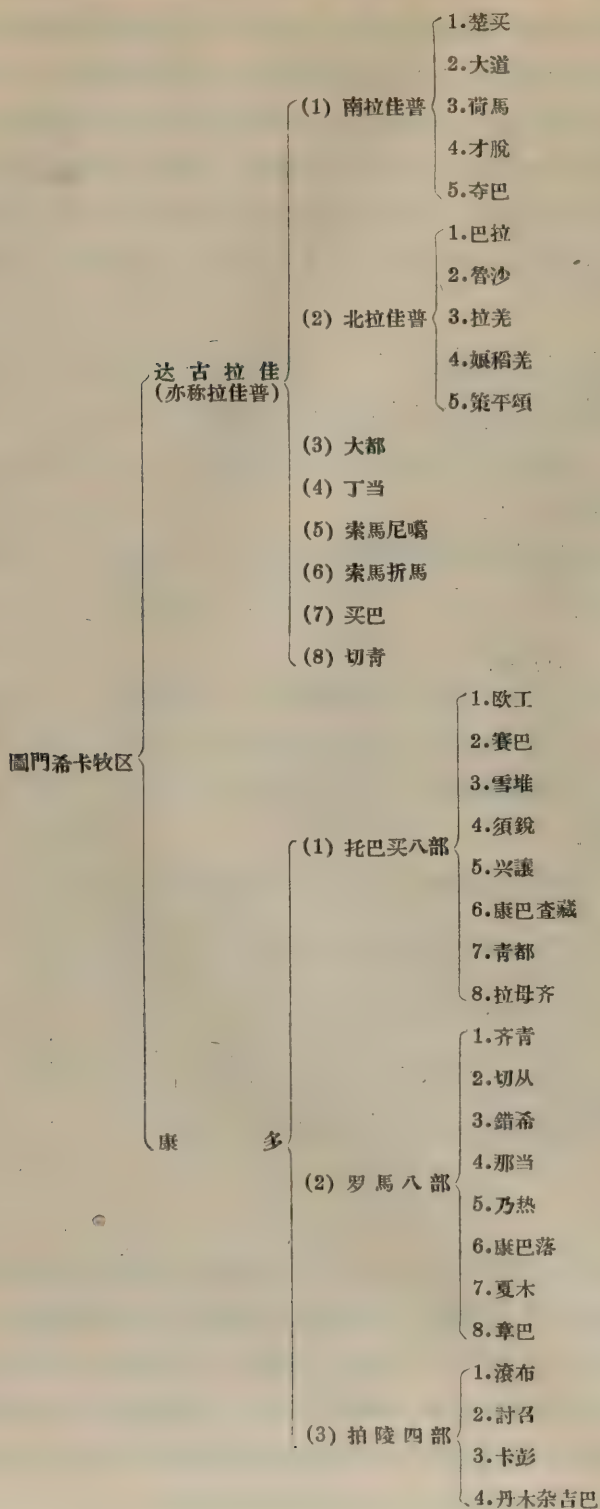 1.楚买
2.大道
(1) 南拉佳普 3.荷馬
4.才脫
5.夺巴
1.巴拉
2.魯沙
(2) 北拉佳普 3.拉羌
达古拉佳 4.娘稻羌
(亦称拉佳普) 5.策平頌
(3) 大都
(4) 丁当
(5) 索馬尼噶
(6) 索馬折馬
(7) 买巴
(8) 切青
1.欧工
圖門希卡牧区 2.賽巴
3.雪堆
4.須銳
(1) 托巴买八部 5.兴讓
6.康巴查藏
7.青都
8.拉母齐
1.齐青
2.切从
康多 3.錯希
4.那当
(2) 罗馬八部 5.乃热
6.康巴落
7.夏木
8.章巴
1.滾布
2.討召
(3) 拍陵四部 3.卡彭
4.丹木杂吉巴